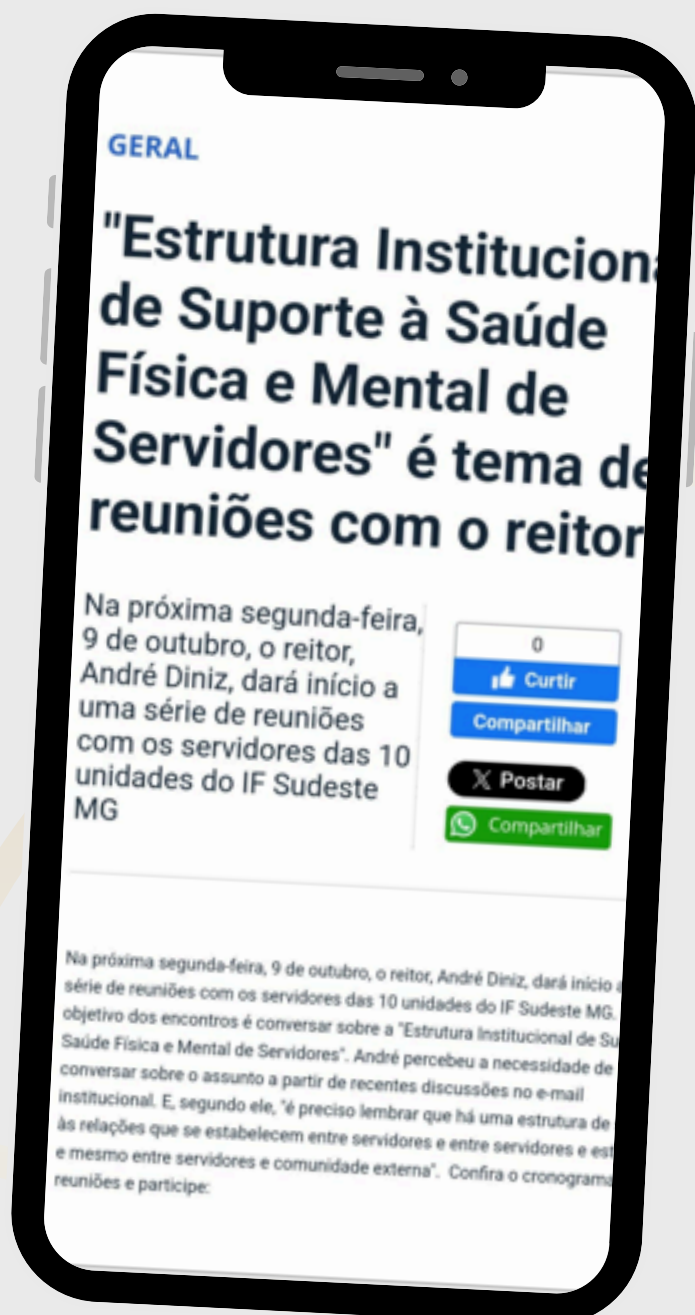 GERAL
"Estrutura Instituciona
de Suporte à Saúde
Física e Mental de
Servidores" é tema de
reuniões com o reitor
Na próxima segunda-feira,
9 de outubro, o reitor,
André Diniz, dará início a
uma série de reuniões
com os servidores das 10
unidades do IF Sudeste
MG
0
Curtir
Compartilhar
X Postar
Compartilhar
Na próxima segunda-feira, 9 de outubro, o reitor, André Diniz, dará início a
série de reuniões com os servidores das 10 unidades do IF Sudeste MG.
objetivo dos encontros é conversar sobre a "Estrutura Institucional de Su
Saúde Física e Mental de Servidores". André percebeu a necessidade de
conversar sobre o assunto a partir de recentes discussões no e-mail
institucional. E, segundo ele, "é preciso lembrar que há uma estrutura de
às relações que se estabelecem entre servidores e entre servidores e est
e mesmo entre servidores e comunidade externa". Confira o cronograma
reuniões e participe: